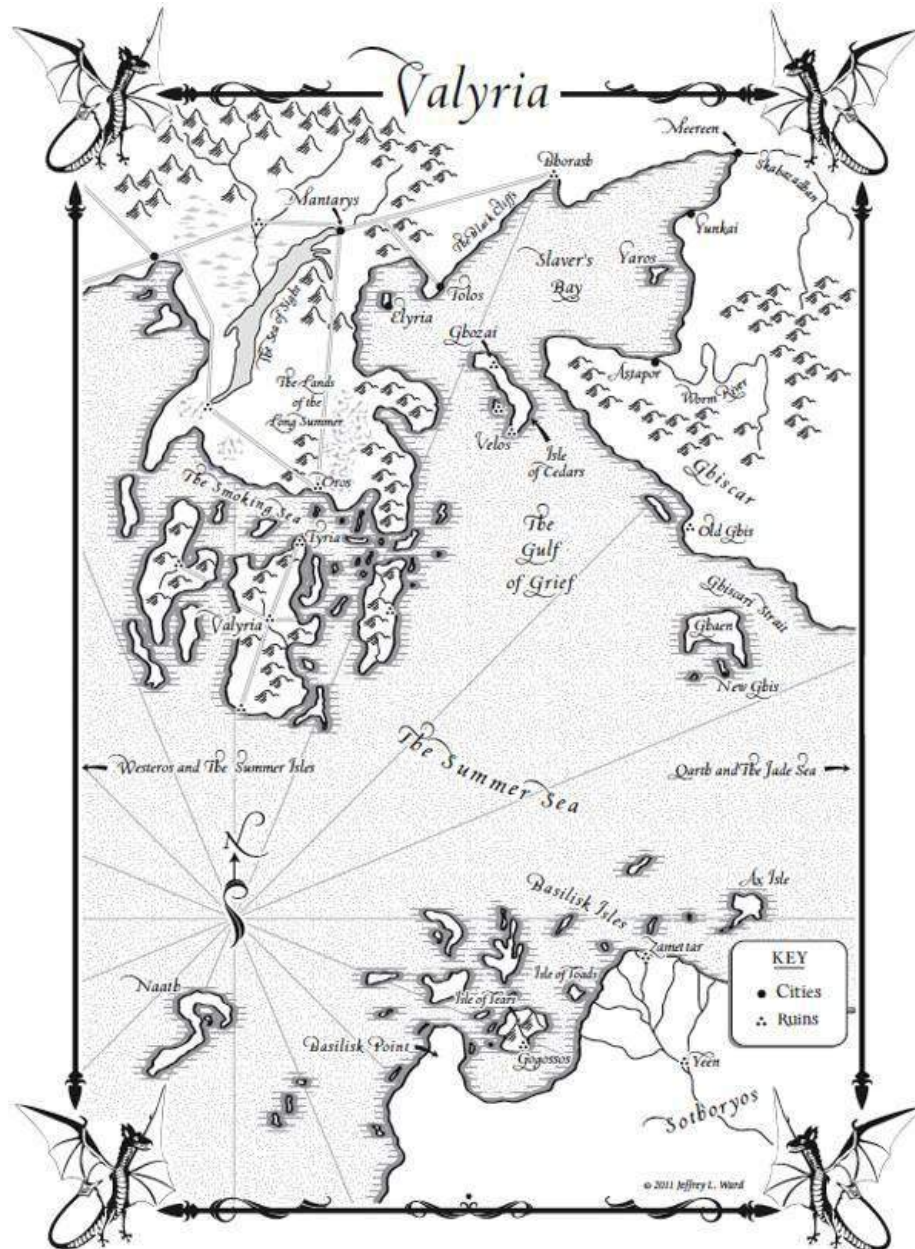 Valyria
Meereen
Bhorash
Skahazadhan
Mantarys
The Black Cliffs
Yunkai
Slaver's
Bay
Yaros
The Sea of Sighs
Elyria
Tolos
Ghozai
Astapor
Worm River
The Lands
of the
Long Summer
Velos
Isle
of Cedars
Ghiscar
Oros
The Smoking Sea
Tyria
The
Gulf
of Grief
Old Ghis
Ghiscari Strait
Valyria
Ghaen
New Ghis
The Summer Sea
Westeros and The Summer Isles
Qarth and The Jade Sea
N
Ax Isle
Basilisk Isles
Zamettar
KEY
Cities
Ruins
Naath
Isle of Toads
Isle of Tears
Basilisk Point
Gogossos
Yeen
Sothoryos
© 2011 Jeffrey L. Ward